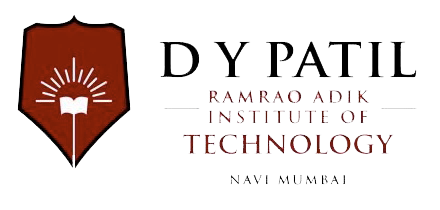 D Y PATIL
RAMRAO ADIK
INSTITUTE OF
TECHNOLOGY
NAVI MUMBAI